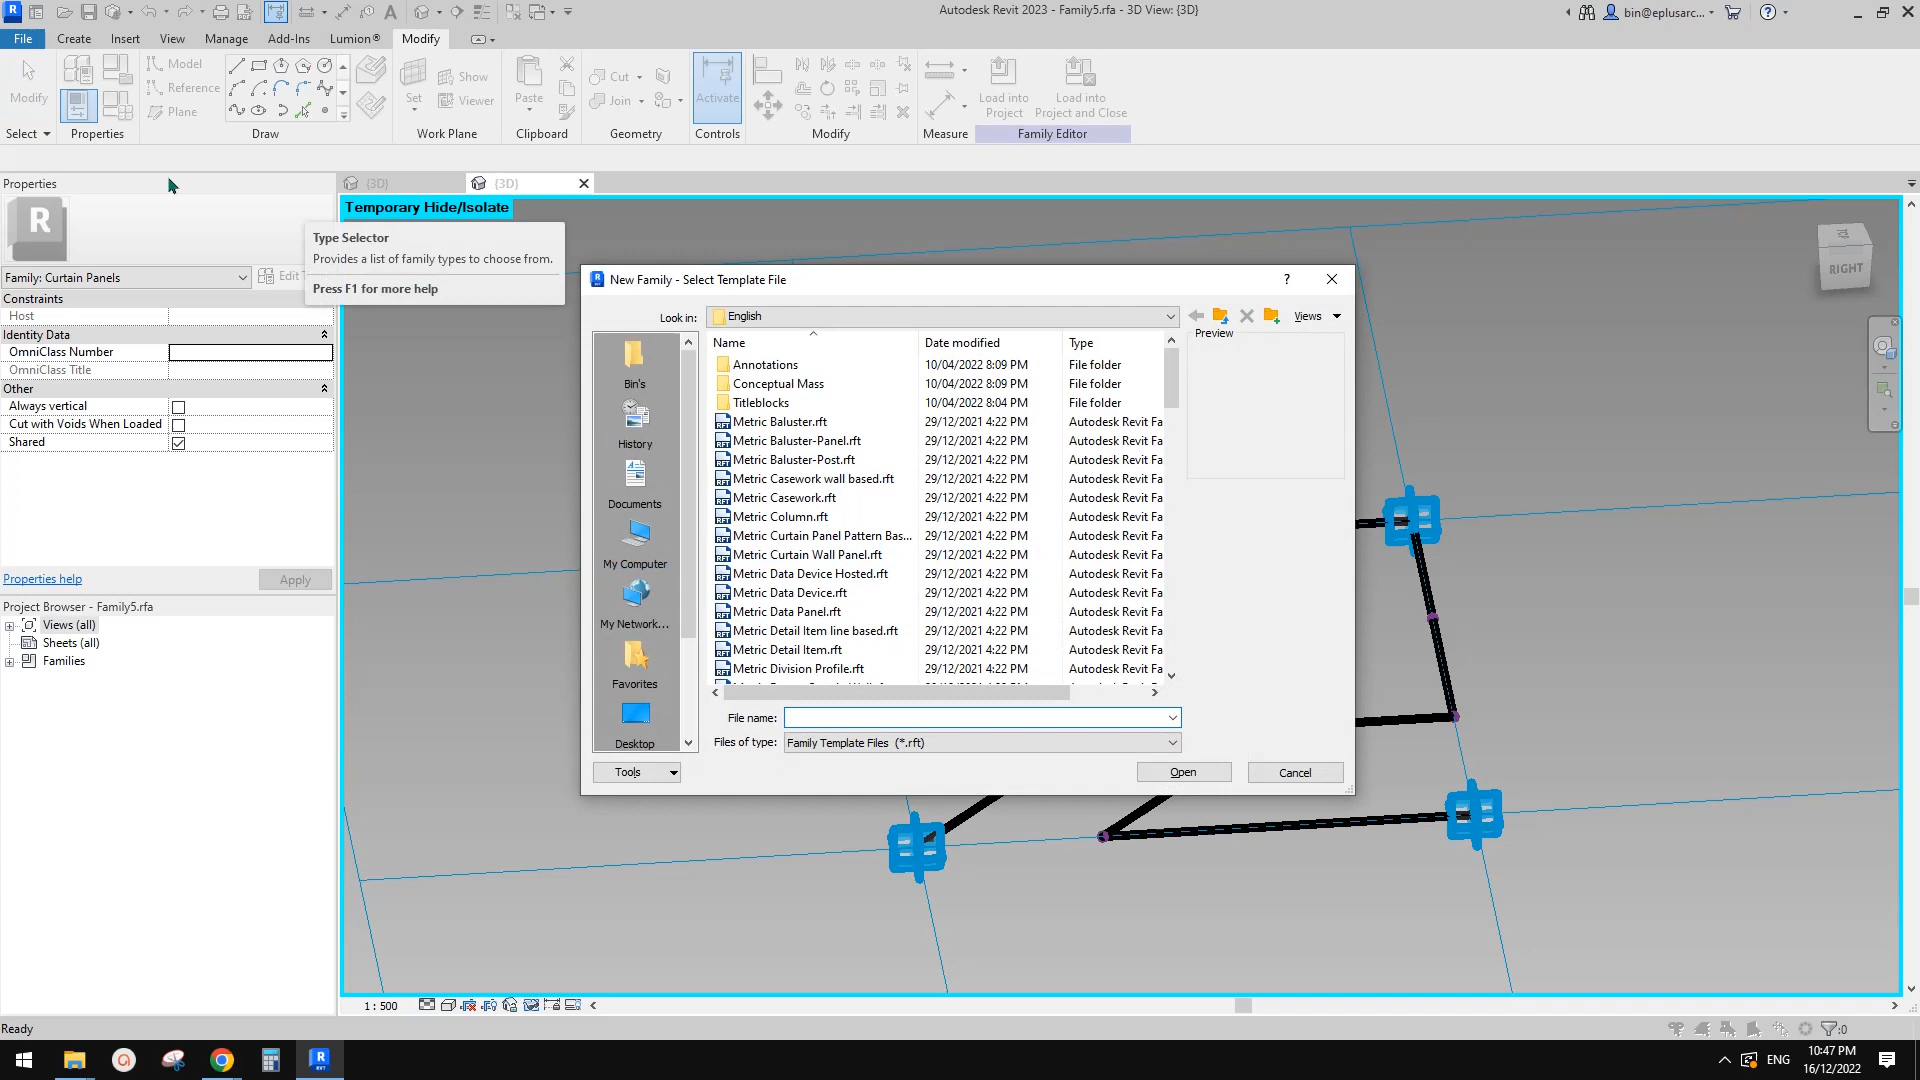 Autodesk Revit 2023 - Family5.rfa - 3D View: {3D}
bin@eplusarc...
File Create Insert View Manage Add-Ins Lumion® Modify
Modify
Select
Properties
Model
Reference
Plane
Draw
Set
Show
Viewer
Work Plane
Paste
Clipboard
Cut
Join
Geometry
Activate
Controls
Modify
Measure
Load into Project
Load into Project and Close
Family Editor
Properties
{3D}
{3D}
R
Temporary Hide/Isolate
Type Selector
Provides a list of family types to choose from.
Press F1 for more help
Family: Curtain Panels
Edit T
Constraints
Host
Identity Data
OmniClass Number
OmniClass Title
Other
Always vertical
Cut with Voids When Loaded
Shared
Properties help
Apply
Project Browser - Family5.rfa
Views (all)
Sheets (all)
Families
RIGHT
New Family - Select Template File
Look in: English
Views
Preview
Bin's
History
Documents
My Computer
My Network...
Favorites
Desktop
Name Date modified Type
Annotations 10/04/2022 8:09 PM File folder
Conceptual Mass 10/04/2022 8:09 PM File folder
Titleblocks 10/04/2022 8:04 PM File folder
Metric Baluster.rft 29/12/2021 4:22 PM Autodesk Revit Fa
Metric Baluster-Panel.rft 29/12/2021 4:22 PM Autodesk Revit Fa
Metric Baluster-Post.rft 29/12/2021 4:22 PM Autodesk Revit Fa
Metric Casework wall based.rft 29/12/2021 4:22 PM Autodesk Revit Fa
Metric Casework.rft 29/12/2021 4:22 PM Autodesk Revit Fa
Metric Column.rft 29/12/2021 4:22 PM Autodesk Revit Fa
Metric Curtain Panel Pattern Bas... 29/12/2021 4:22 PM Autodesk Revit Fa
Metric Curtain Wall Panel.rft 29/12/2021 4:22 PM Autodesk Revit Fa
Metric Data Device Hosted.rft 29/12/2021 4:22 PM Autodesk Revit Fa
Metric Data Device.rft 29/12/2021 4:22 PM Autodesk Revit Fa
Metric Data Panel.rft 29/12/2021 4:22 PM Autodesk Revit Fa
Metric Detail Item line based.rft 29/12/2021 4:22 PM Autodesk Revit Fa
Metric Detail Item.rft 29/12/2021 4:22 PM Autodesk Revit Fa
Metric Division Profile.rft 29/12/2021 4:22 PM Autodesk Revit Fa
File name:
Files of type: Family Template Files (*.rft)
Tools
Open
Cancel
1 : 500
Ready
:0
ENG
10:47 PM
16/12/2022